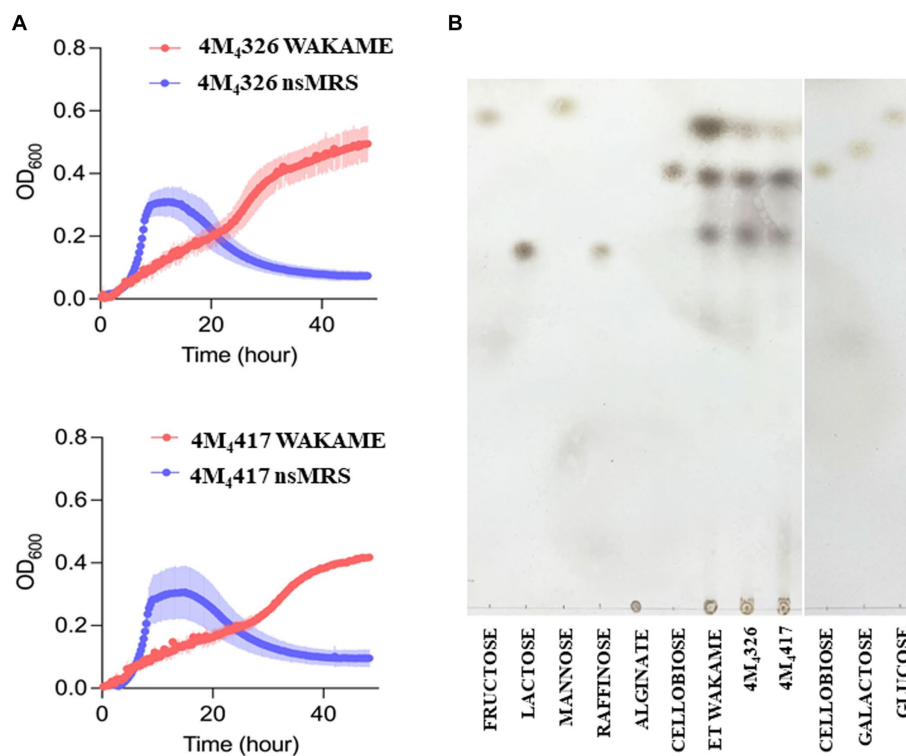 A
4M₄326 WAKAME
4M₄326 nsMRS
OD₆₀₀
0.8
0.6
0.4
0.2
0.0
0
20
40
Time (hour)
4M₄417 WAKAME
4M₄417 nsMRS
OD₆₀₀
0.8
0.6
0.4
0.2
0.0
0
20
40
Time (hour)
B
FRUCTOSE
LACTOSE
MANNOSE
RAFFINNOSE
ALGINATE
CELLOBIOSE
ET WAKAME
4M₄326
4M₄417
CELLOBIOSE
GALACTOSE
GLUCOSE